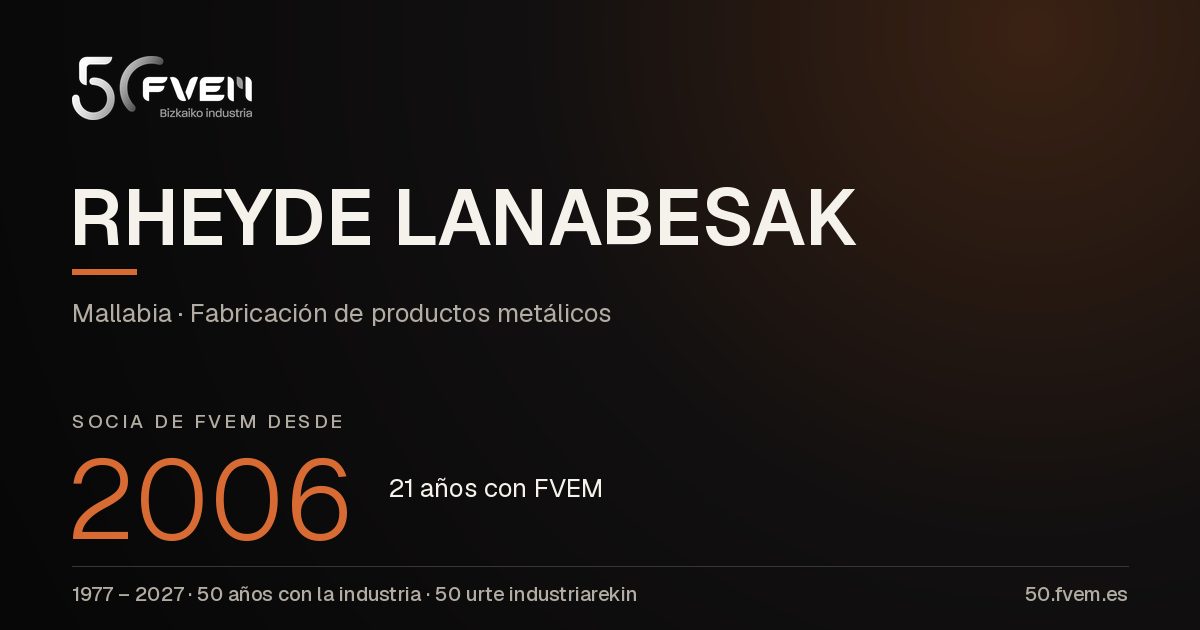 50 FVEM
Bizkaiko industria
RHEYDE LANABESAK
Mallabia · Fabricación de productos metálicos
SOCIA DE FVEM DESDE
2006
21 años con FVEM
1977 – 2027 · 50 años con la industria · 50 urte industriarekin
50.fvem.es